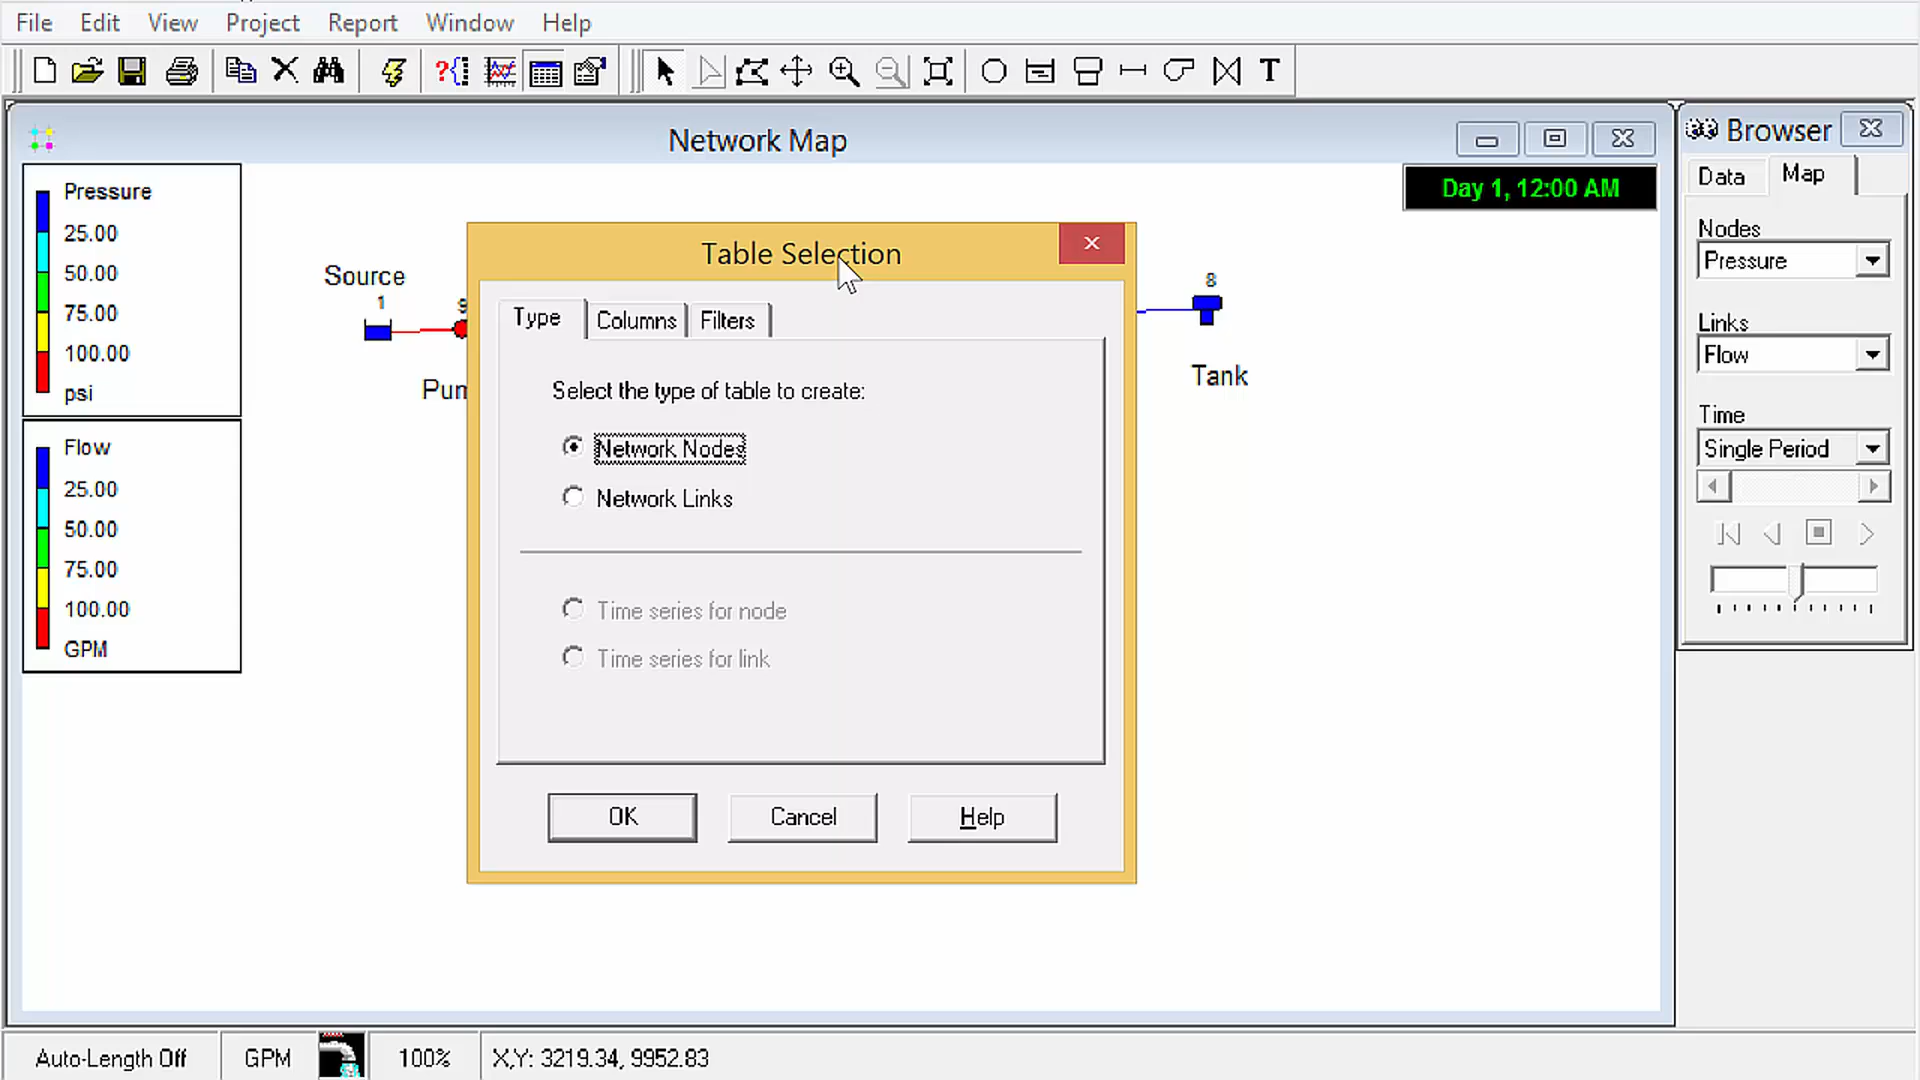 File Edit View Project Report Window Help
T
Network Map
Browser
Data Map
Day 1, 12:00 AM
Pressure
25.00
50.00
75.00
100.00
psi
Flow
25.00
50.00
75.00
100.00
GPM
Source
1
8
Tank
Table Selection
Type Columns Filters
Select the type of table to create:
Network Nodes
Network Links
Time series for node
Time series for link
OK Cancel Help
Nodes
Pressure
Links
Flow
Time
Single Period
Auto-Length Off GPM 100% X,Y: 3219.34, 9952.83